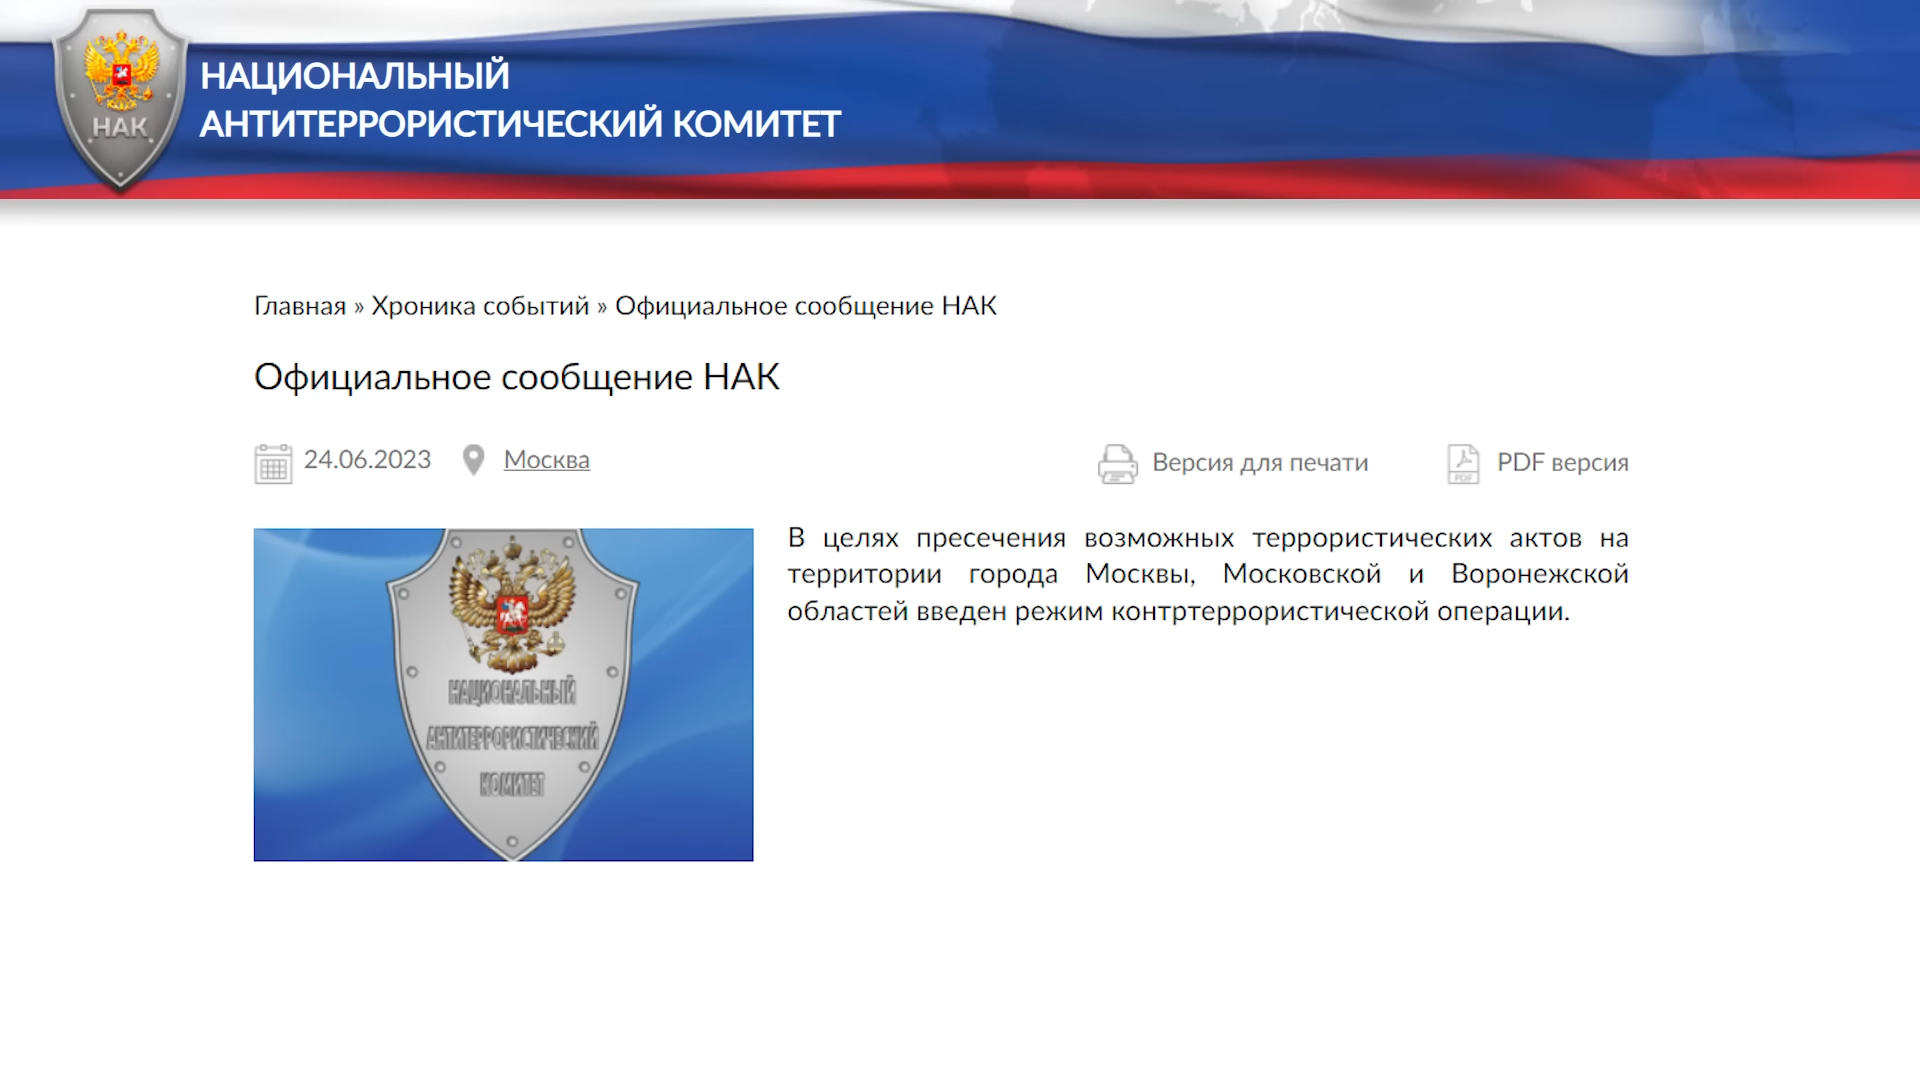 НАЦИОНАЛЬНЫЙ
АНТИТЕРРОРИСТИЧЕСКИЙ КОМИТЕТ
НАК
Главная » Хроника событий » Официальное сообщение НАК
Официальное сообщение НАК
24.06.2023 Москва Версия для печати PDF PDF версия
В целях пресечения возможных террористических актов на
территории города Москвы, Московской и Воронежской
областей введен режим контртеррористической операции.
НАЦИОНАЛЬНЫЙ
АНТИТЕРРОРИСТИЧЕСКИЙ
КОМИТЕТ